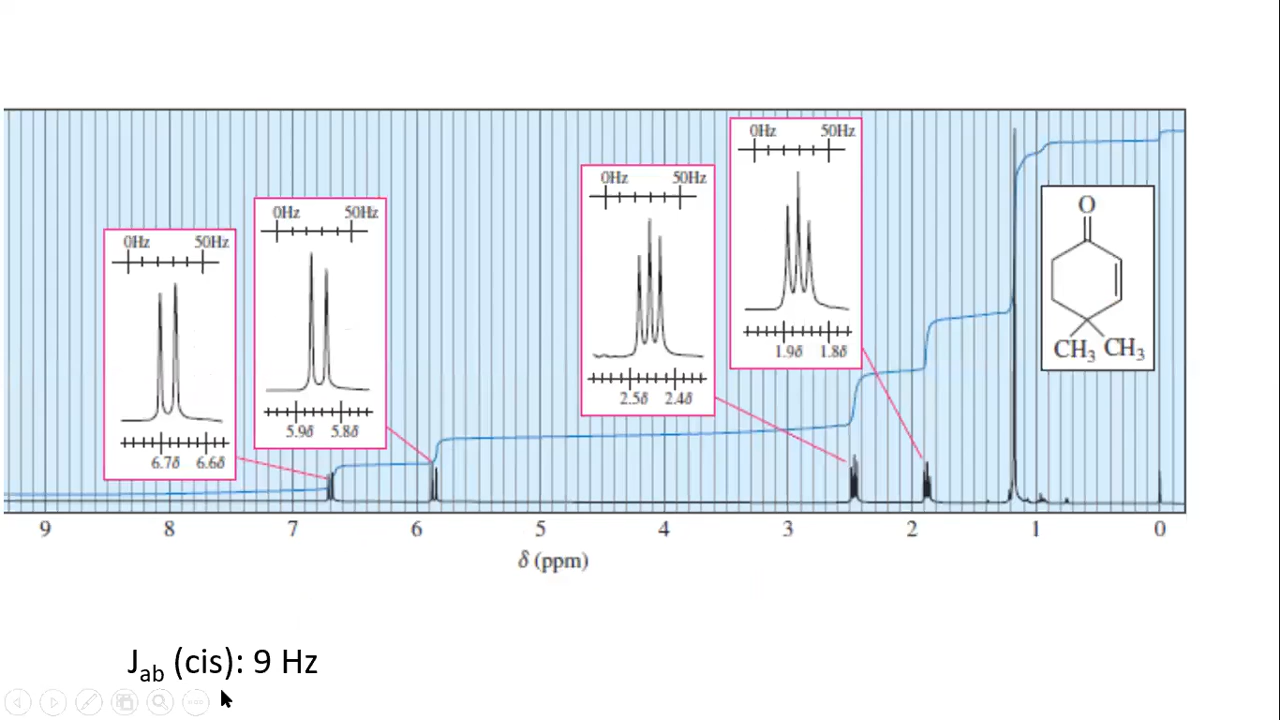 0Hz 50Hz
6.7δ 6.6δ
0Hz 50Hz
5.9δ 5.8δ
0Hz 50Hz
2.5δ 2.4δ
0Hz 50Hz
1.9δ 1.8δ
O
CH₃ CH₃
9 8 7 6 5 4 3 2 1 0
δ (ppm)
Jab (cis): 9 Hz